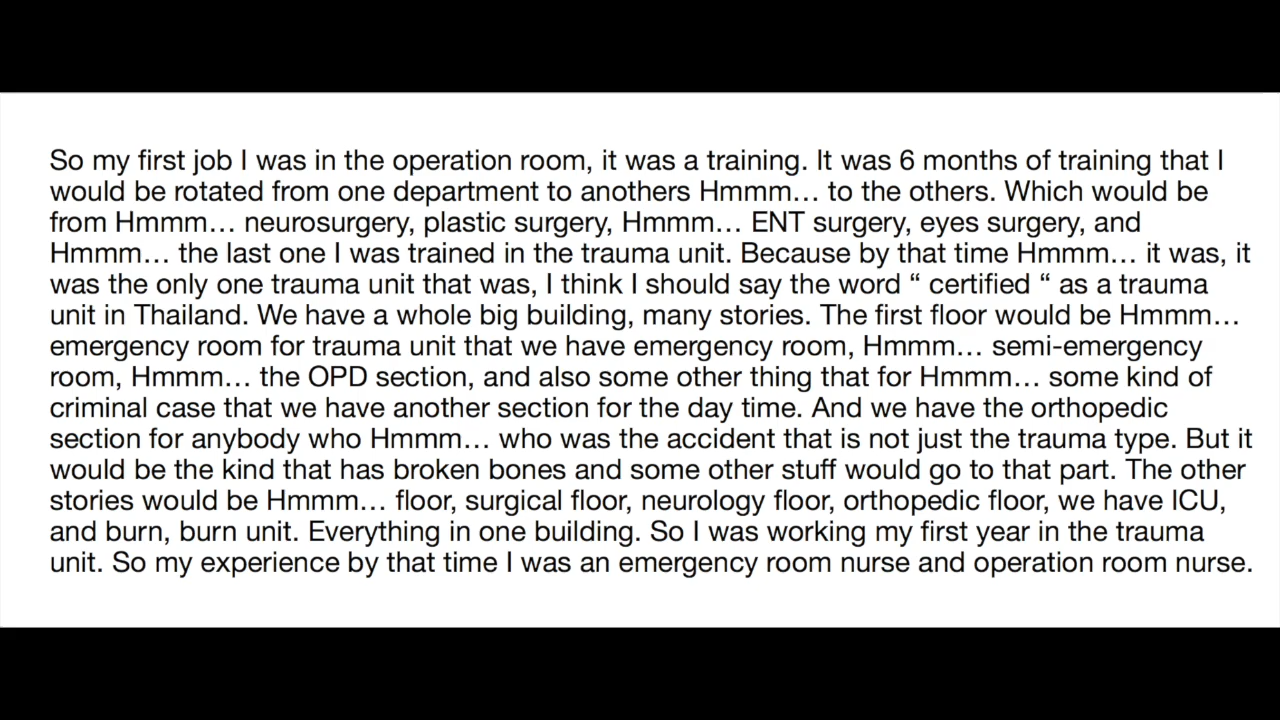 So my first job I was in the operation room, it was a training. It was 6 months of training that I
would be rotated from one department to anothers Hmmm… to the others. Which would be
from Hmmm… neurosurgery, plastic surgery, Hmmm… ENT surgery, eyes surgery, and
Hmmm… the last one I was trained in the trauma unit. Because by that time Hmmm… it was, it
was the only one trauma unit that was, I think I should say the word “ certified “ as a trauma
unit in Thailand. We have a whole big building, many stories. The first floor would be Hmmm…
emergency room for trauma unit that we have emergency room, Hmmm… semi-emergency
room, Hmmm… the OPD section, and also some other thing that for Hmmm… some kind of
criminal case that we have another section for the day time. And we have the orthopedic
section for anybody who Hmmm… who was the accident that is not just the trauma type. But it
would be the kind that has broken bones and some other stuff would go to that part. The other
stories would be Hmmm… floor, surgical floor, neurology floor, orthopedic floor, we have ICU,
and burn, burn unit. Everything in one building. So I was working my first year in the trauma
unit. So my experience by that time I was an emergency room nurse and operation room nurse.